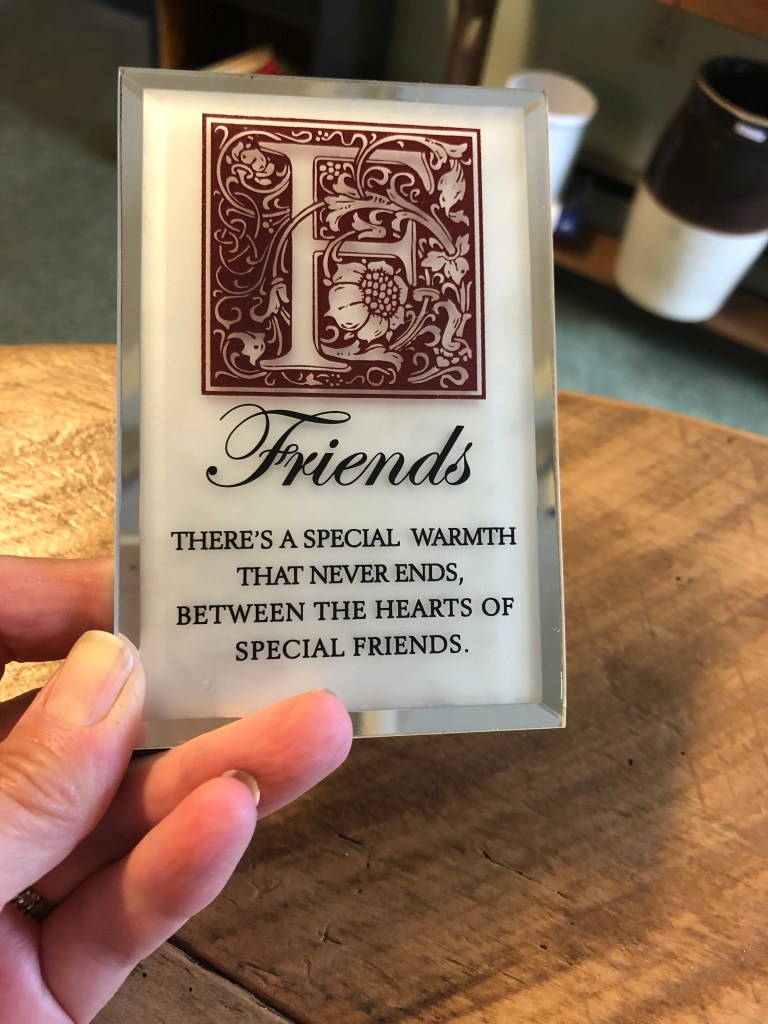 F
Friends
THERE'S A SPECIAL WARMTH
THAT NEVER ENDS,
BETWEEN THE HEARTS OF
SPECIAL FRIENDS.